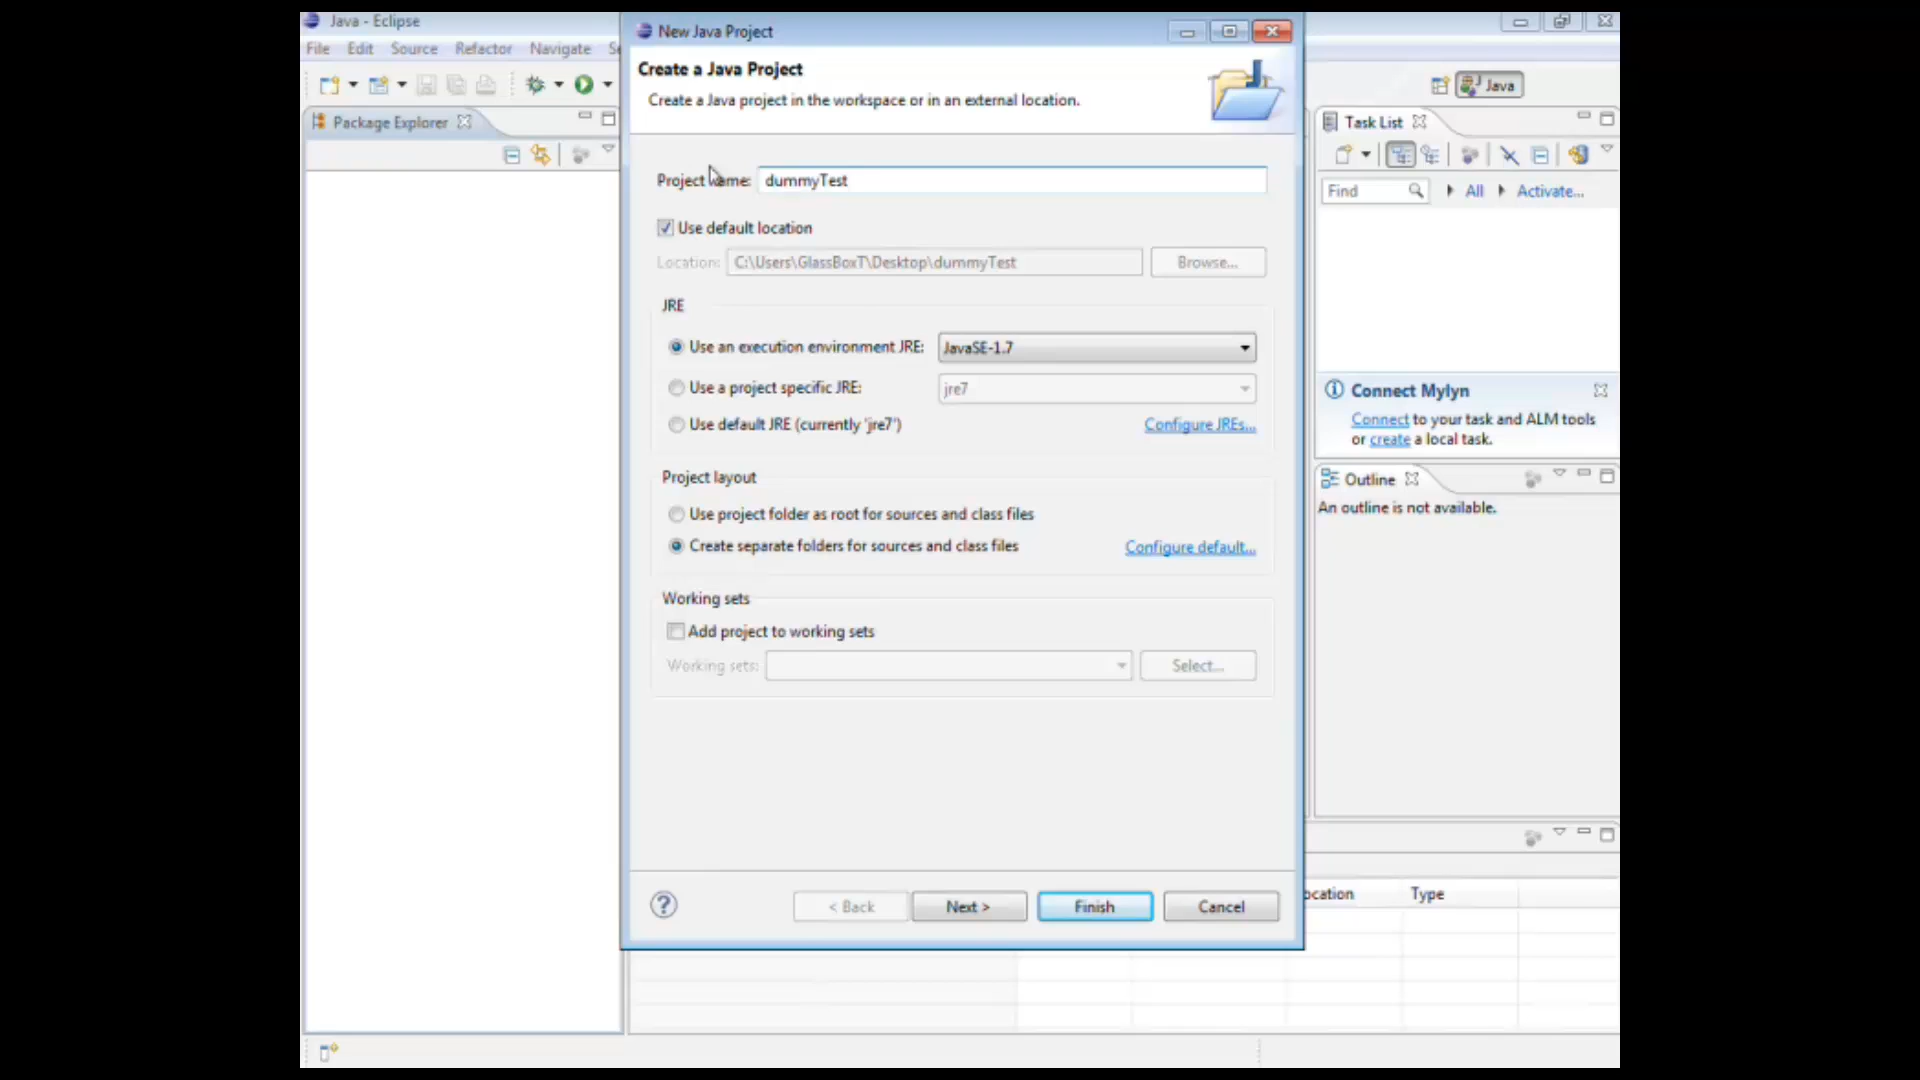 Java - Eclipse
New Java Project
File Edit Source Refactor Navigate
Create a Java Project
Create a Java project in the workspace or in an external location.
Java
Package Explorer
Task List
Project name: dummyTest
Find
All
Activate...
Use default location
Location: C:\Users\GlassBoxT\Desktop\dummyTest
Browse...
JRE
Use an execution environment JRE: JavaSE-1.7
Use a project specific JRE: jre7
Use default JRE (currently 'jre7')
Configure JREs...
Connect Mylyn
Connect to your task and ALM tools
or create a local task.
Project layout
Use project folder as root for sources and class files
Create separate folders for sources and class files
Configure default...
Outline
An outline is not available.
Working sets
Add project to working sets
Working sets:
Select...
?
< Back
Next >
Finish
Cancel
ocation
Type